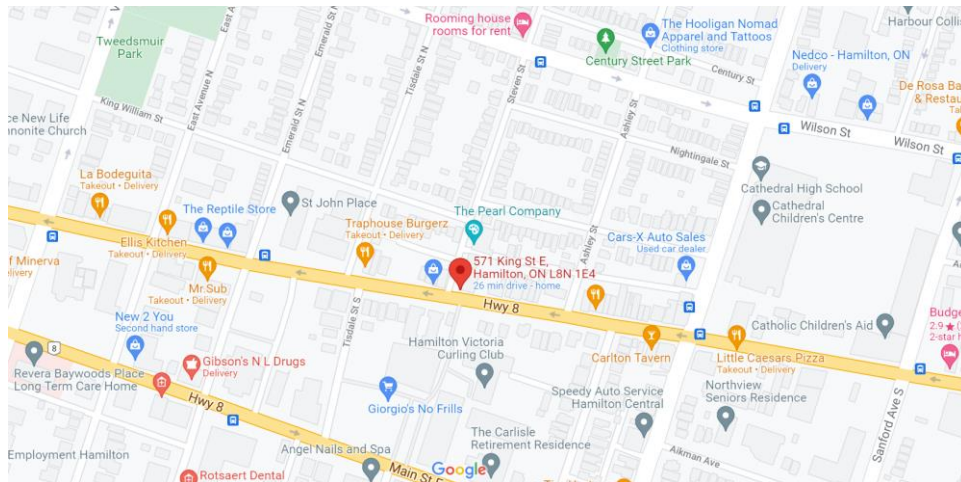 Tweedsmuir
Park
East A
Emerald St N
Rooming house
rooms for rent
The Hooligan Nomad
Apparel and Tattoos
Clothing store
Harbour Collis
Century Street Park
Century St
Nedco - Hamilton, ON
Delivery
De Rosa Ba
& Restau
Ta
King William St
East Avenue N
Emerald St N
Tisdale St N
Steven St
Ashley St
Wilson St
Wilson St
ce New Life
nnonite Church
Nightingale St
La Bodeguita
Takeout • Delivery
St John Place
Cathedral High School
Cathedral
Children's Centre
The Reptile Store
Traphouse Burgerz
Takeout • Delivery
The Pearl Company
Ashley St
Cars-X Auto Sales
Used car dealer
Ellis Kitchen
Takeout • Delivery
of Minerva
elivery
571 King St E,
Hamilton, ON L8N 1E4
26 min drive - home
Mr Sub
Takeout • Delivery
Hwy 8
Tisdale St S
New 2 You
Second hand store
Catholic Children's Aid
Budge
2.9 ★
2-star h
Hamilton Victoria
Curling Club
Carlton Tavern
Little Caesars Pizza
Takeout • Delivery
8
Gibson's N L Drugs
Delivery
Revera Baywoods Place
Long Term Care Home
Hwy 8
Giorgio's No Frills
Speedy Auto Service
Hamilton Central
Northview
Seniors Residence
Sanford Ave S
The Carlisle
Retirement Residence
Aikman Ave
Employment Hamilton
Angel Nails and Spa
Main St E
Google
Rotsaert Dental